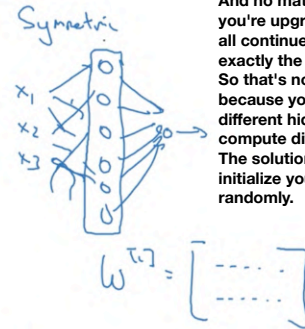 Symmetric
And no mat
you're upgr
all continue
exactly the
So that's no
because yo
different hid
compute di
The solution
initialize you
randomly.
x₁
x₂
x₃
W[1] =